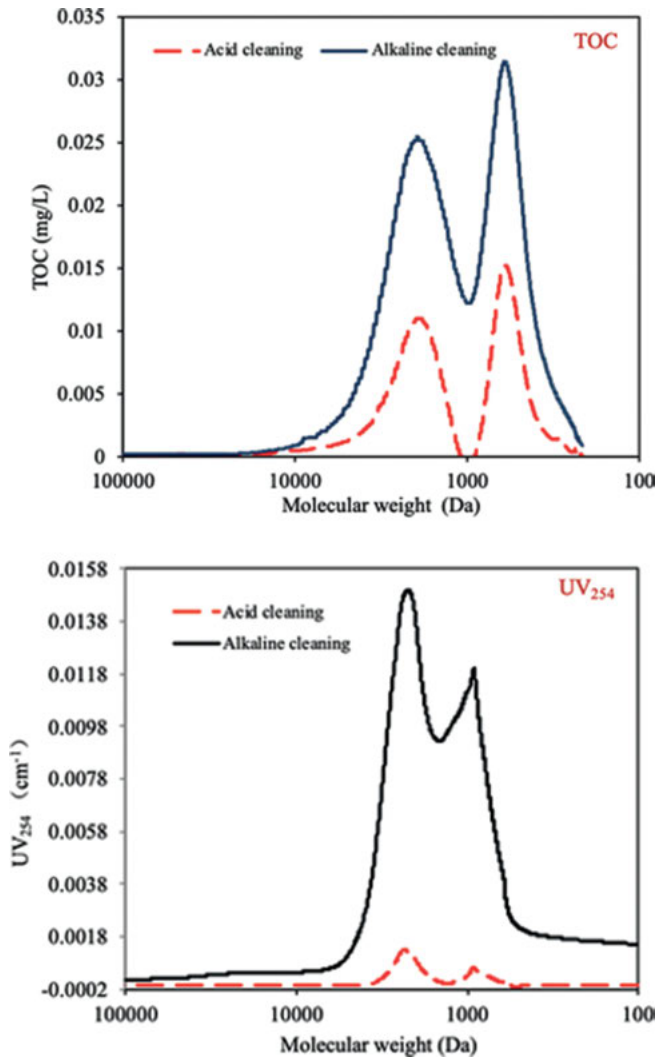 0.035
TOC
Acid cleaning
Alkaline cleaning
0.03
0.025
0.02
0.015
0.01
0.005
0
TOC (mg/L)
100000 10000 1000 100
Molecular weight (Da)
0.0158
UV254
Acid cleaning
Alkaline cleaning
0.0138
0.0118
0.0098
0.0078
0.0058
0.0038
0.0018
-0.0002
UV254 （cm-1）
100000 10000 1000 100
Molecular weight (Da)